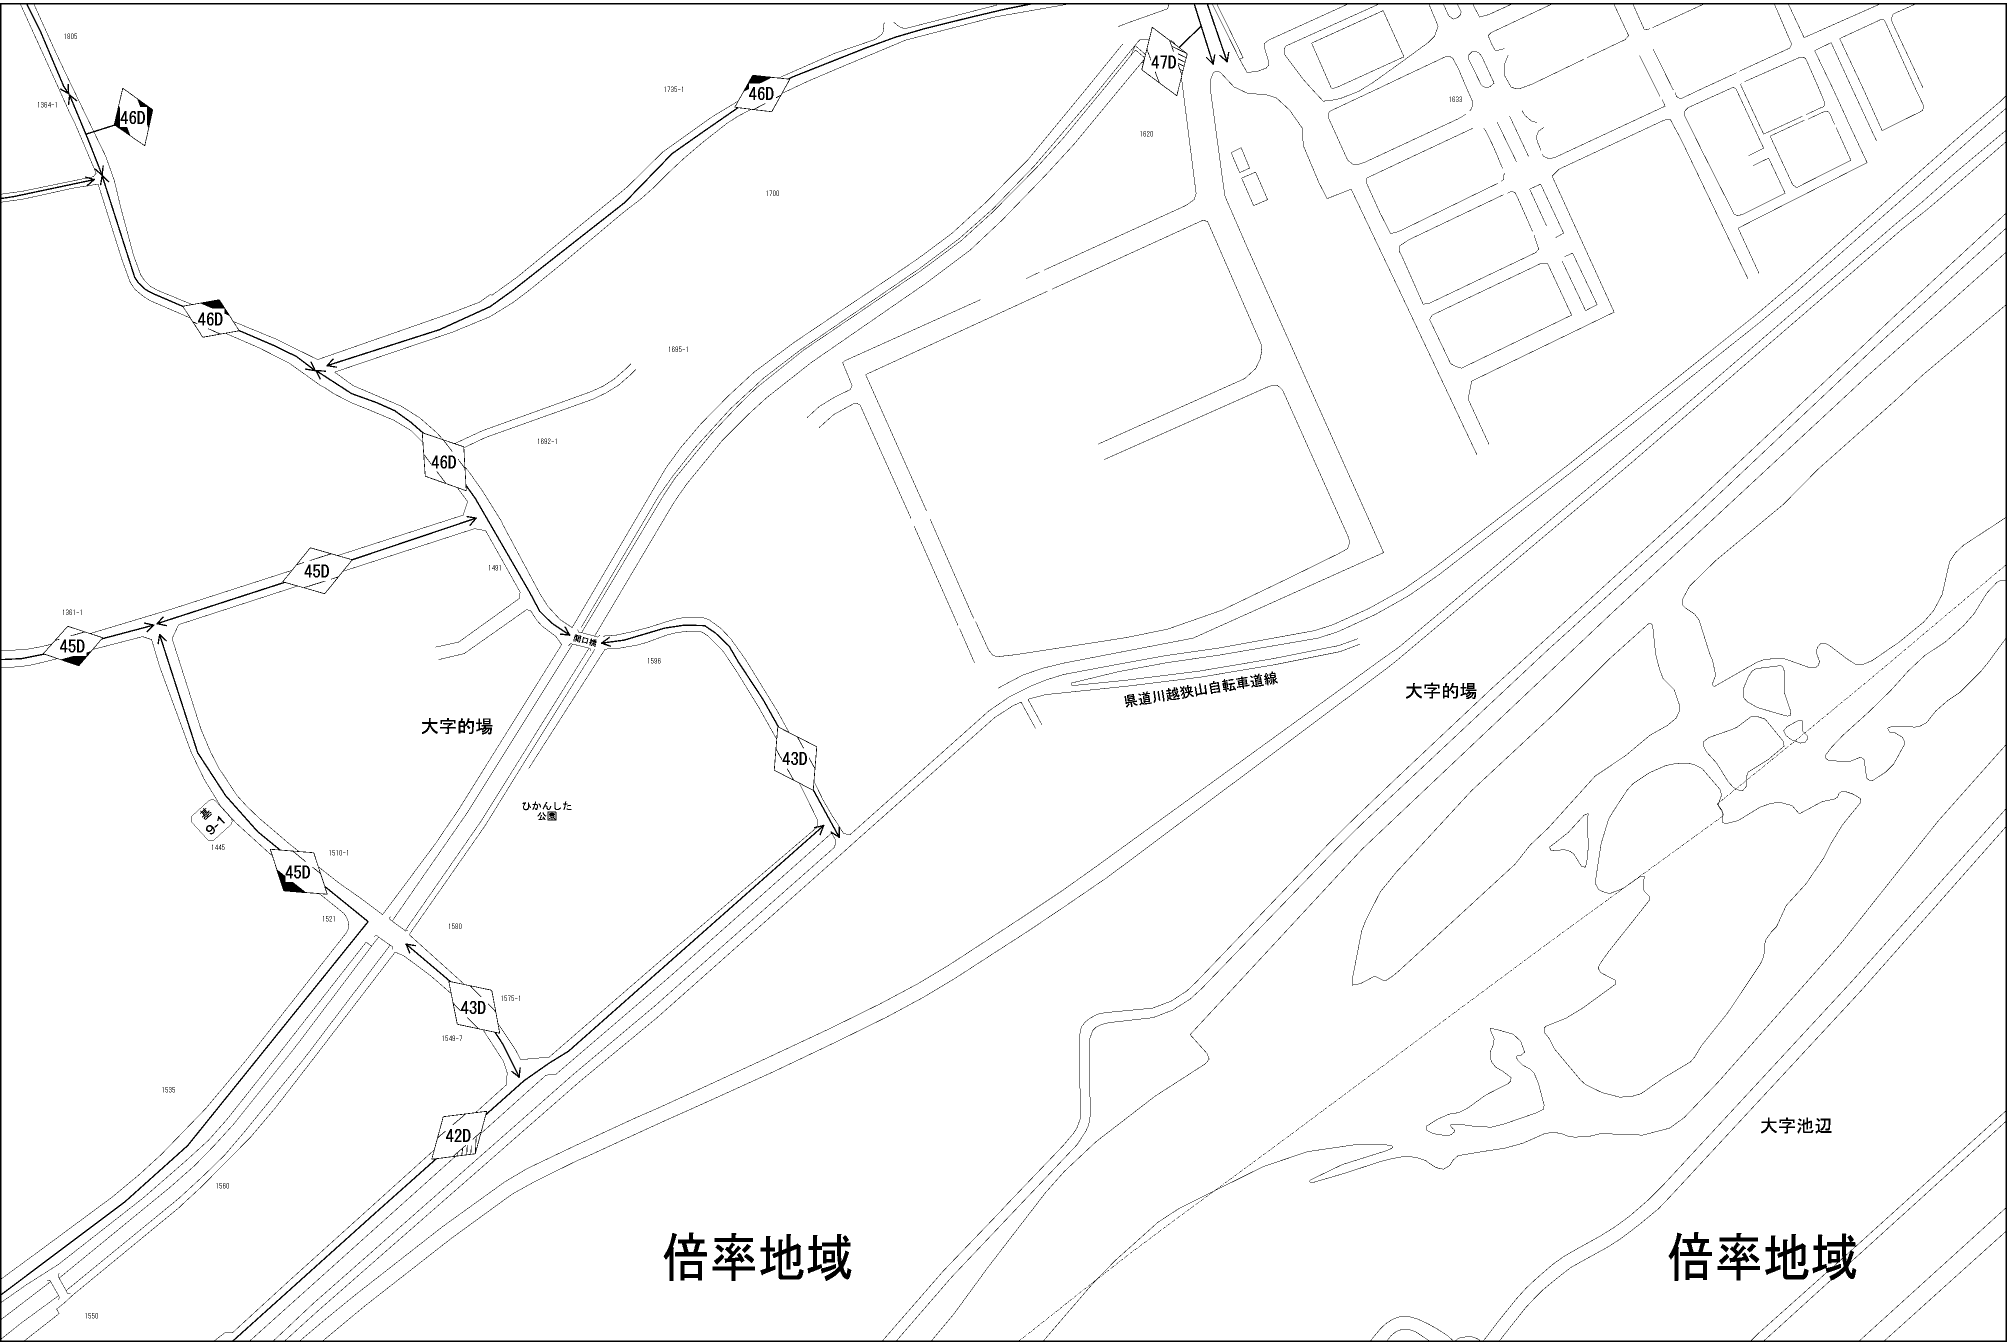 1805
1364-1
46D
1735-1
46D
47D
1633
1620
1700
46D
1695-1
1692-1
46D
1491
45D
1361-1
45D
関口橋
1596
県道川越狭山自転車道線
大字的場
大字的場
43D
ひかんした
公園
基
9-1
1445
1510-1
45D
1521
1580
43D
1575-1
1549-7
1535
42D
大字池辺
1560
倍率地域
倍率地域
1550